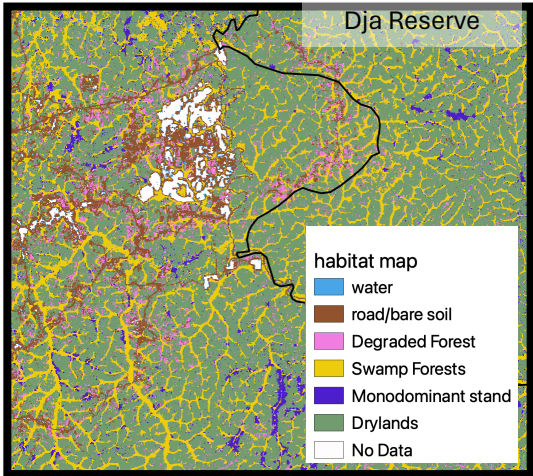 Dja Reserve
habitat map
water
road/bare soil
Degraded Forest
Swamp Forests
Monodominant stand
Drylands
No Data